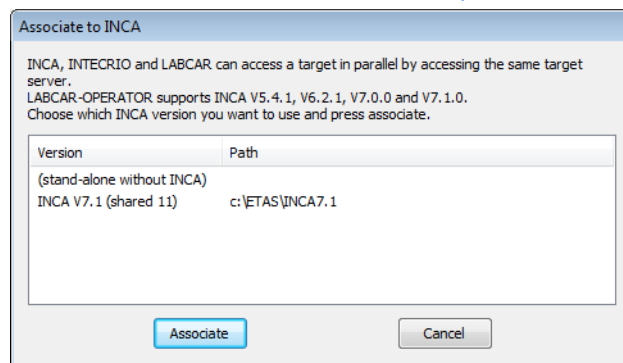 Associate to INCA
INCA, INTECRIO and LABCAR can access a target in parallel by accessing the same target
server.
LABCAR-OPERATOR supports INCA V5.4.1, V6.2.1, V7.0.0 and V7.1.0.
Choose which INCA version you want to use and press associate.
Version Path
(stand-alone without INCA)
INCA V7.1 (shared 11) c:\ETAS\INCA7.1
Associate Cancel